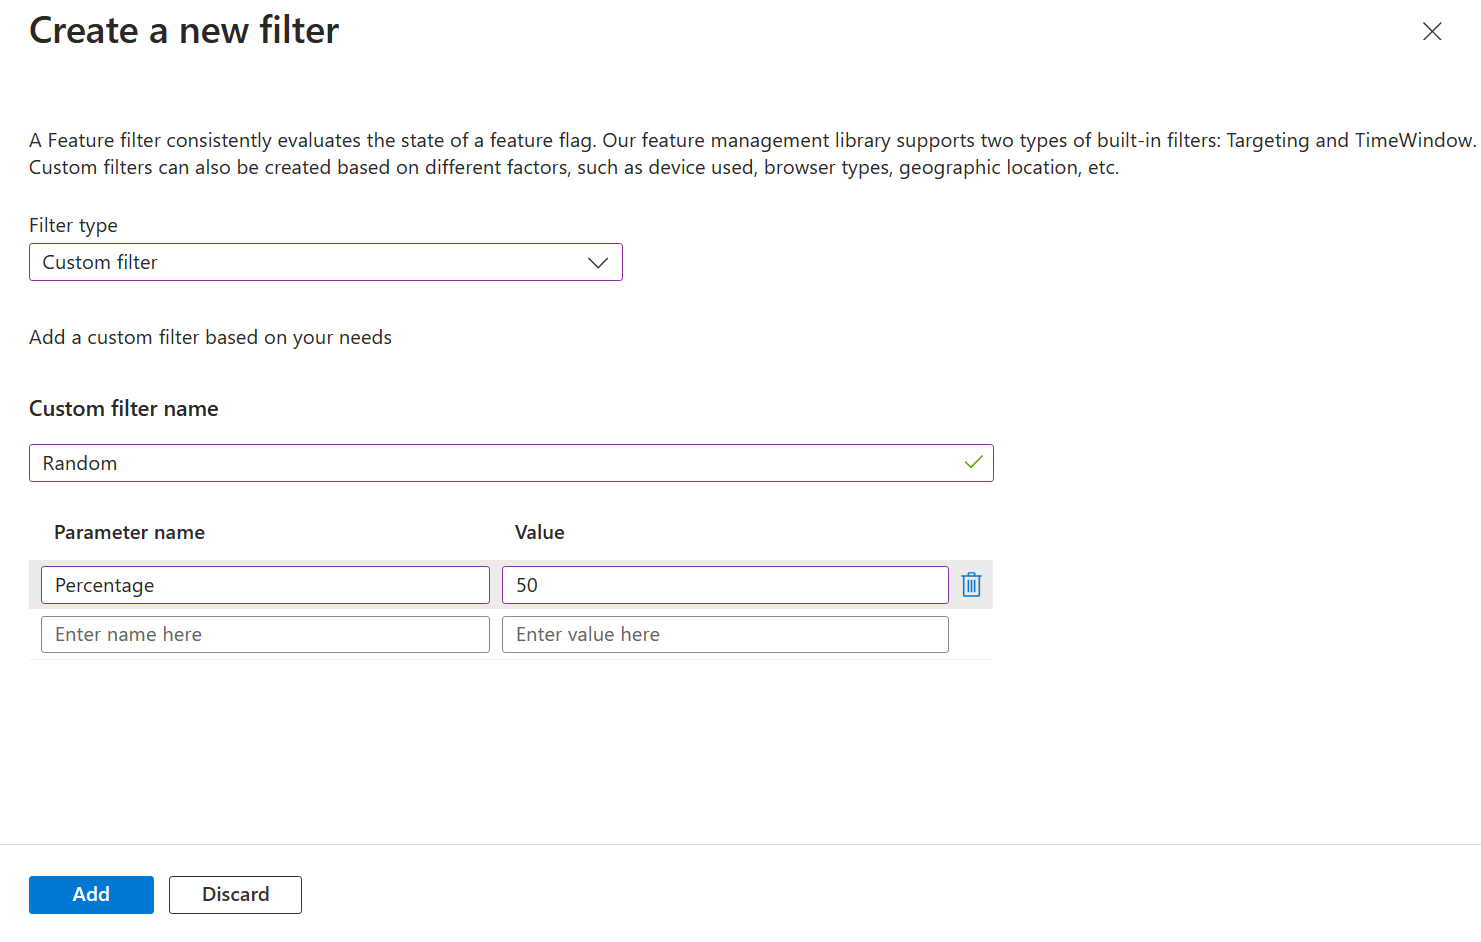 Create a new filter
A Feature filter consistently evaluates the state of a feature flag. Our feature management library supports two types of built-in filters: Targeting and TimeWindow.
Custom filters can also be created based on different factors, such as device used, browser types, geographic location, etc.
Filter type
Custom filter
Add a custom filter based on your needs
Custom filter name
Random
Parameter name Value
Percentage 50
Enter name here Enter value here
Add Discard